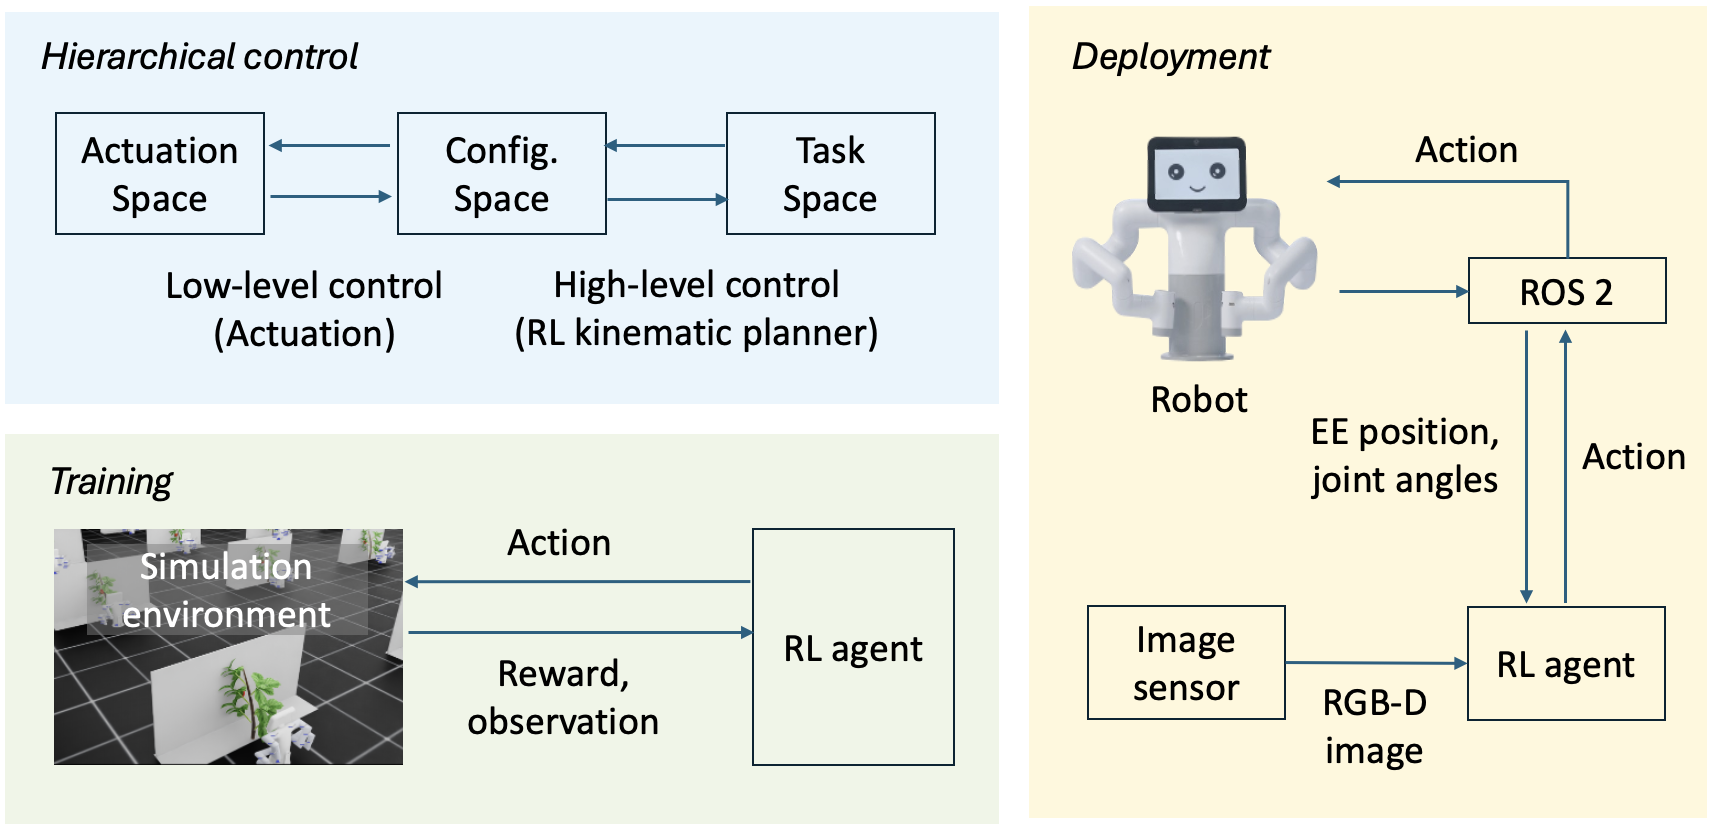 Hierarchical control
Actuation
Space
Config.
Space
Task
Space
Low-level control
(Actuation)
High-level control
(RL kinematic planner)
Training
Simulation
environment
Action
Reward,
observation
RL agent
Deployment
Action
ROS 2
Robot
EE position,
joint angles
Action
Image
sensor
RGB-D
image
RL agent